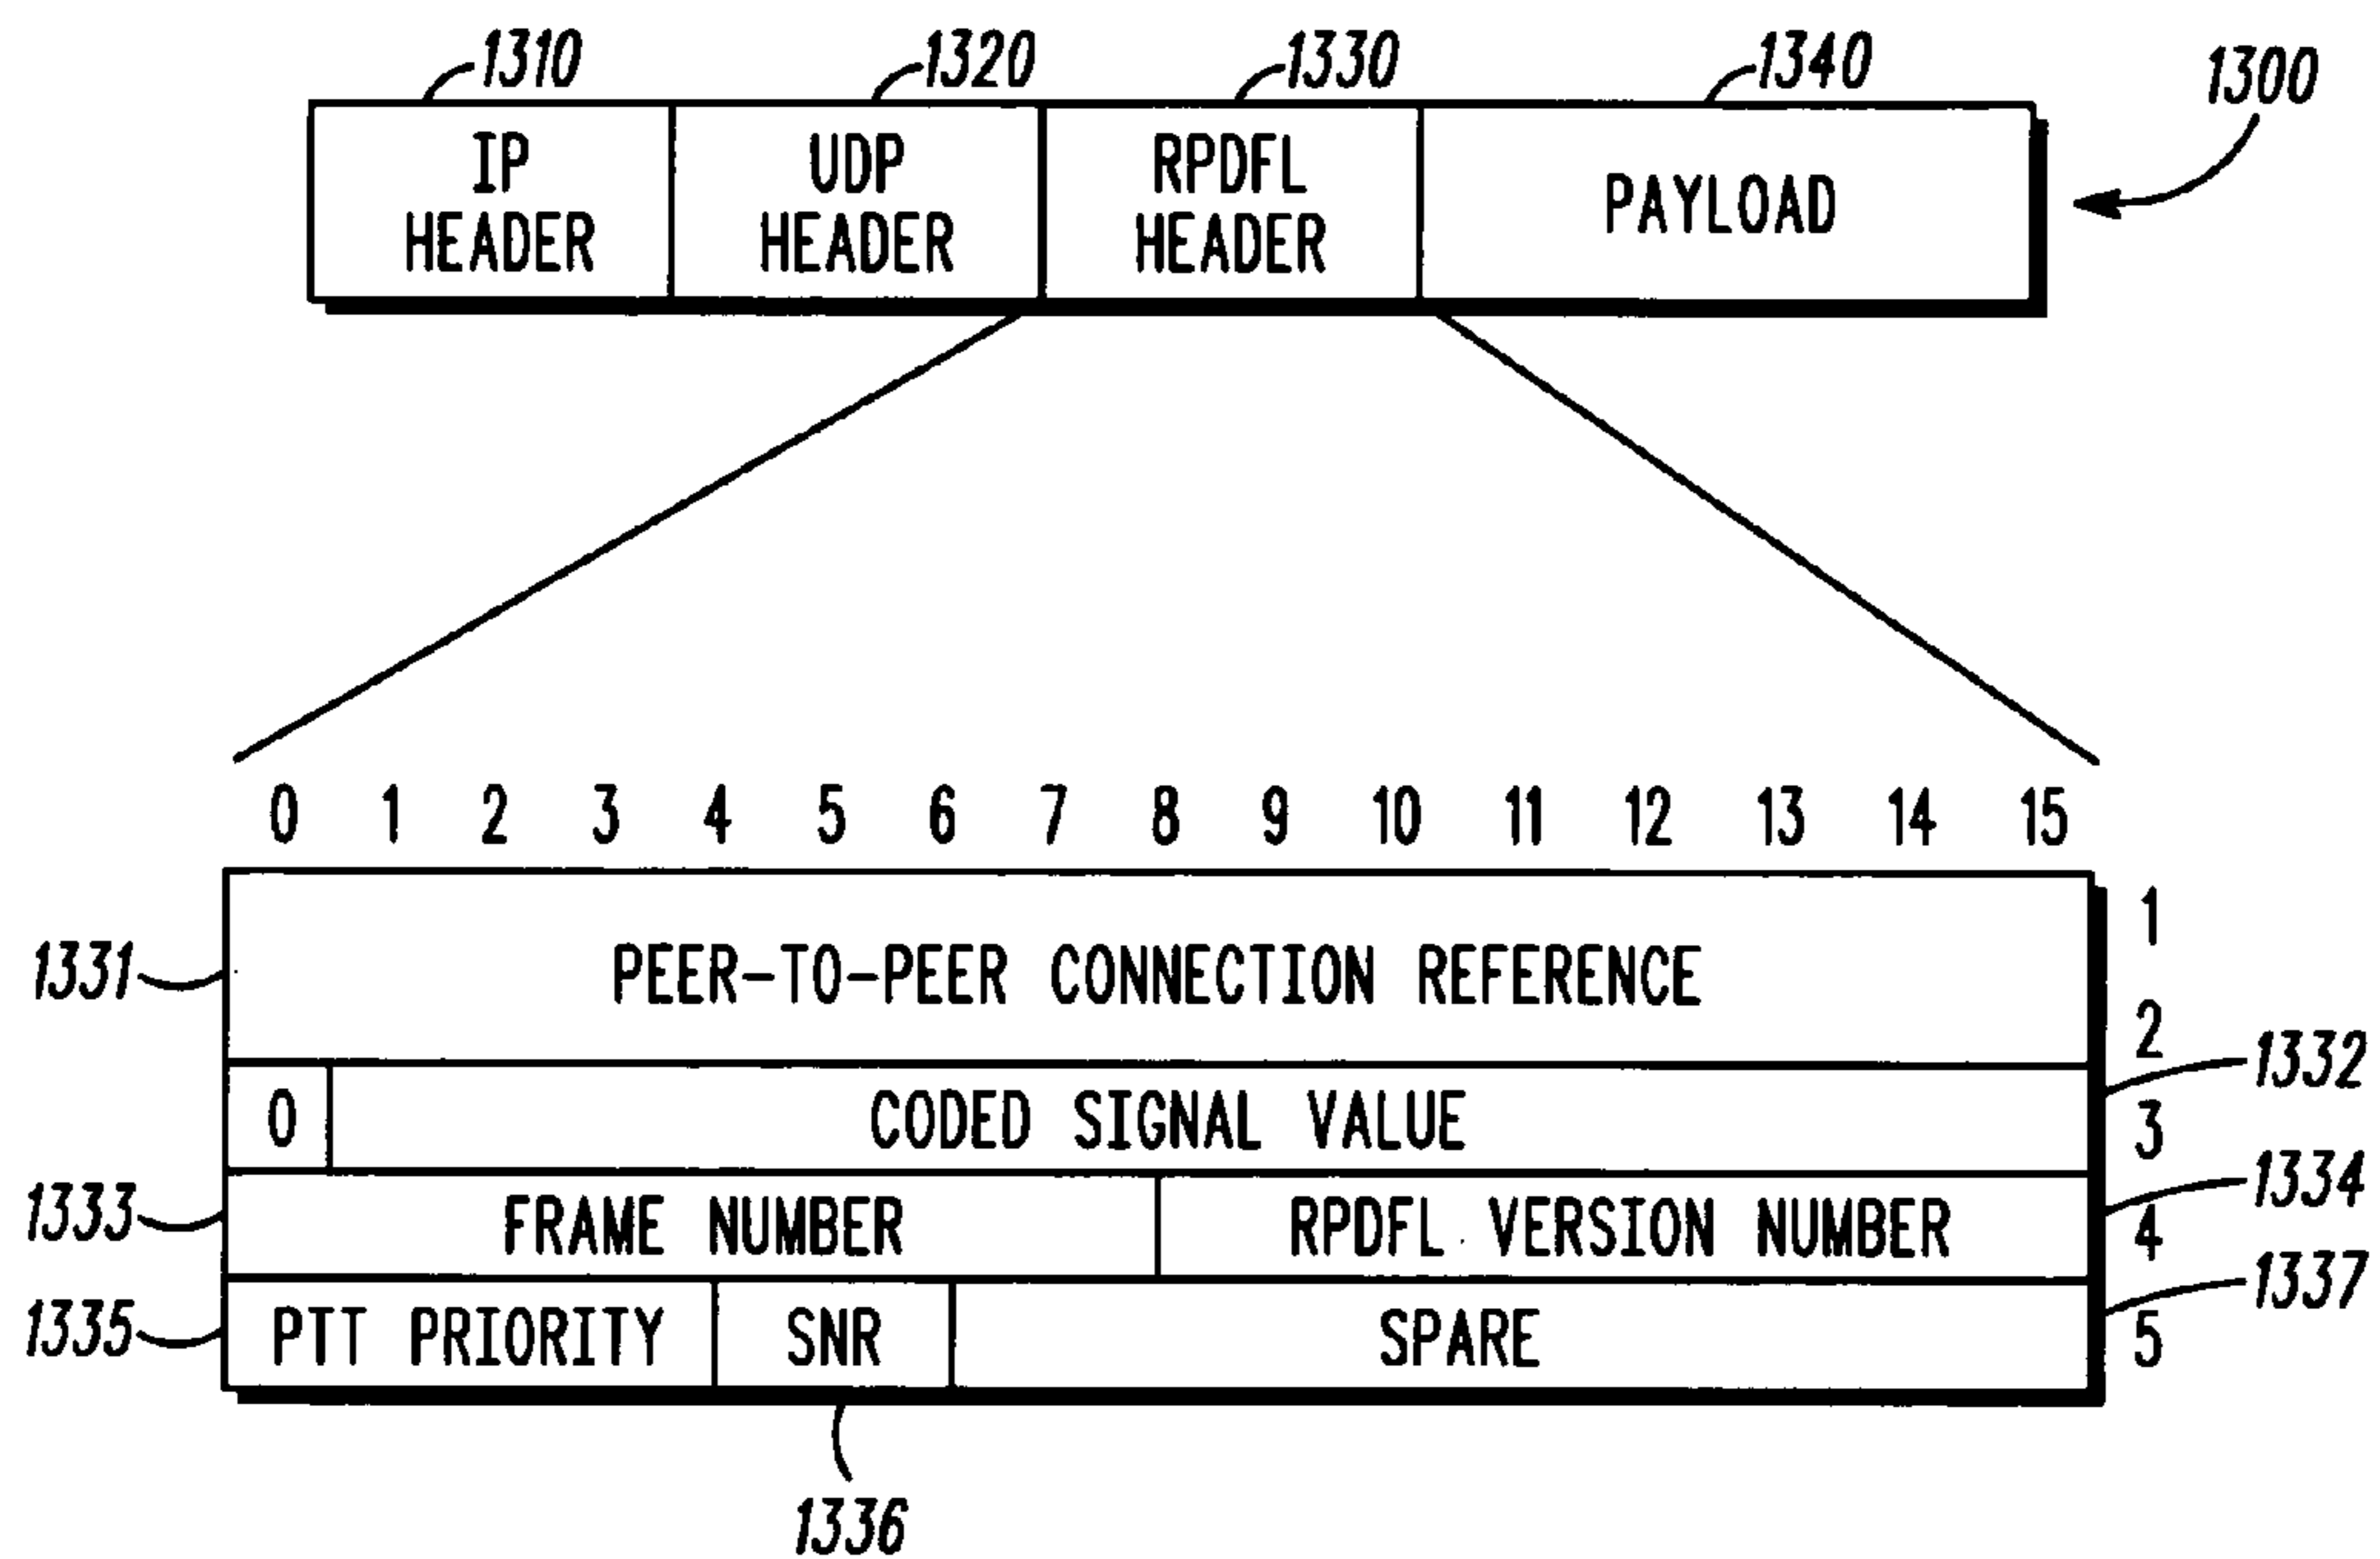 1310 1320 1330 1340 1300
IP HEADER
UDP HEADER
RPDFL HEADER
PAYLOAD
0 1 2 3 4 5 6 7 8 9 10 11 12 13 14 15
1331
PEER-TO-PEER CONNECTION REFERENCE
1
2
0
CODED SIGNAL VALUE
3
1332
1333
FRAME NUMBER
RPDFL VERSION NUMBER
4
1334
1335
PTT PRIORITY
SNR
SPARE
5
1337
1336